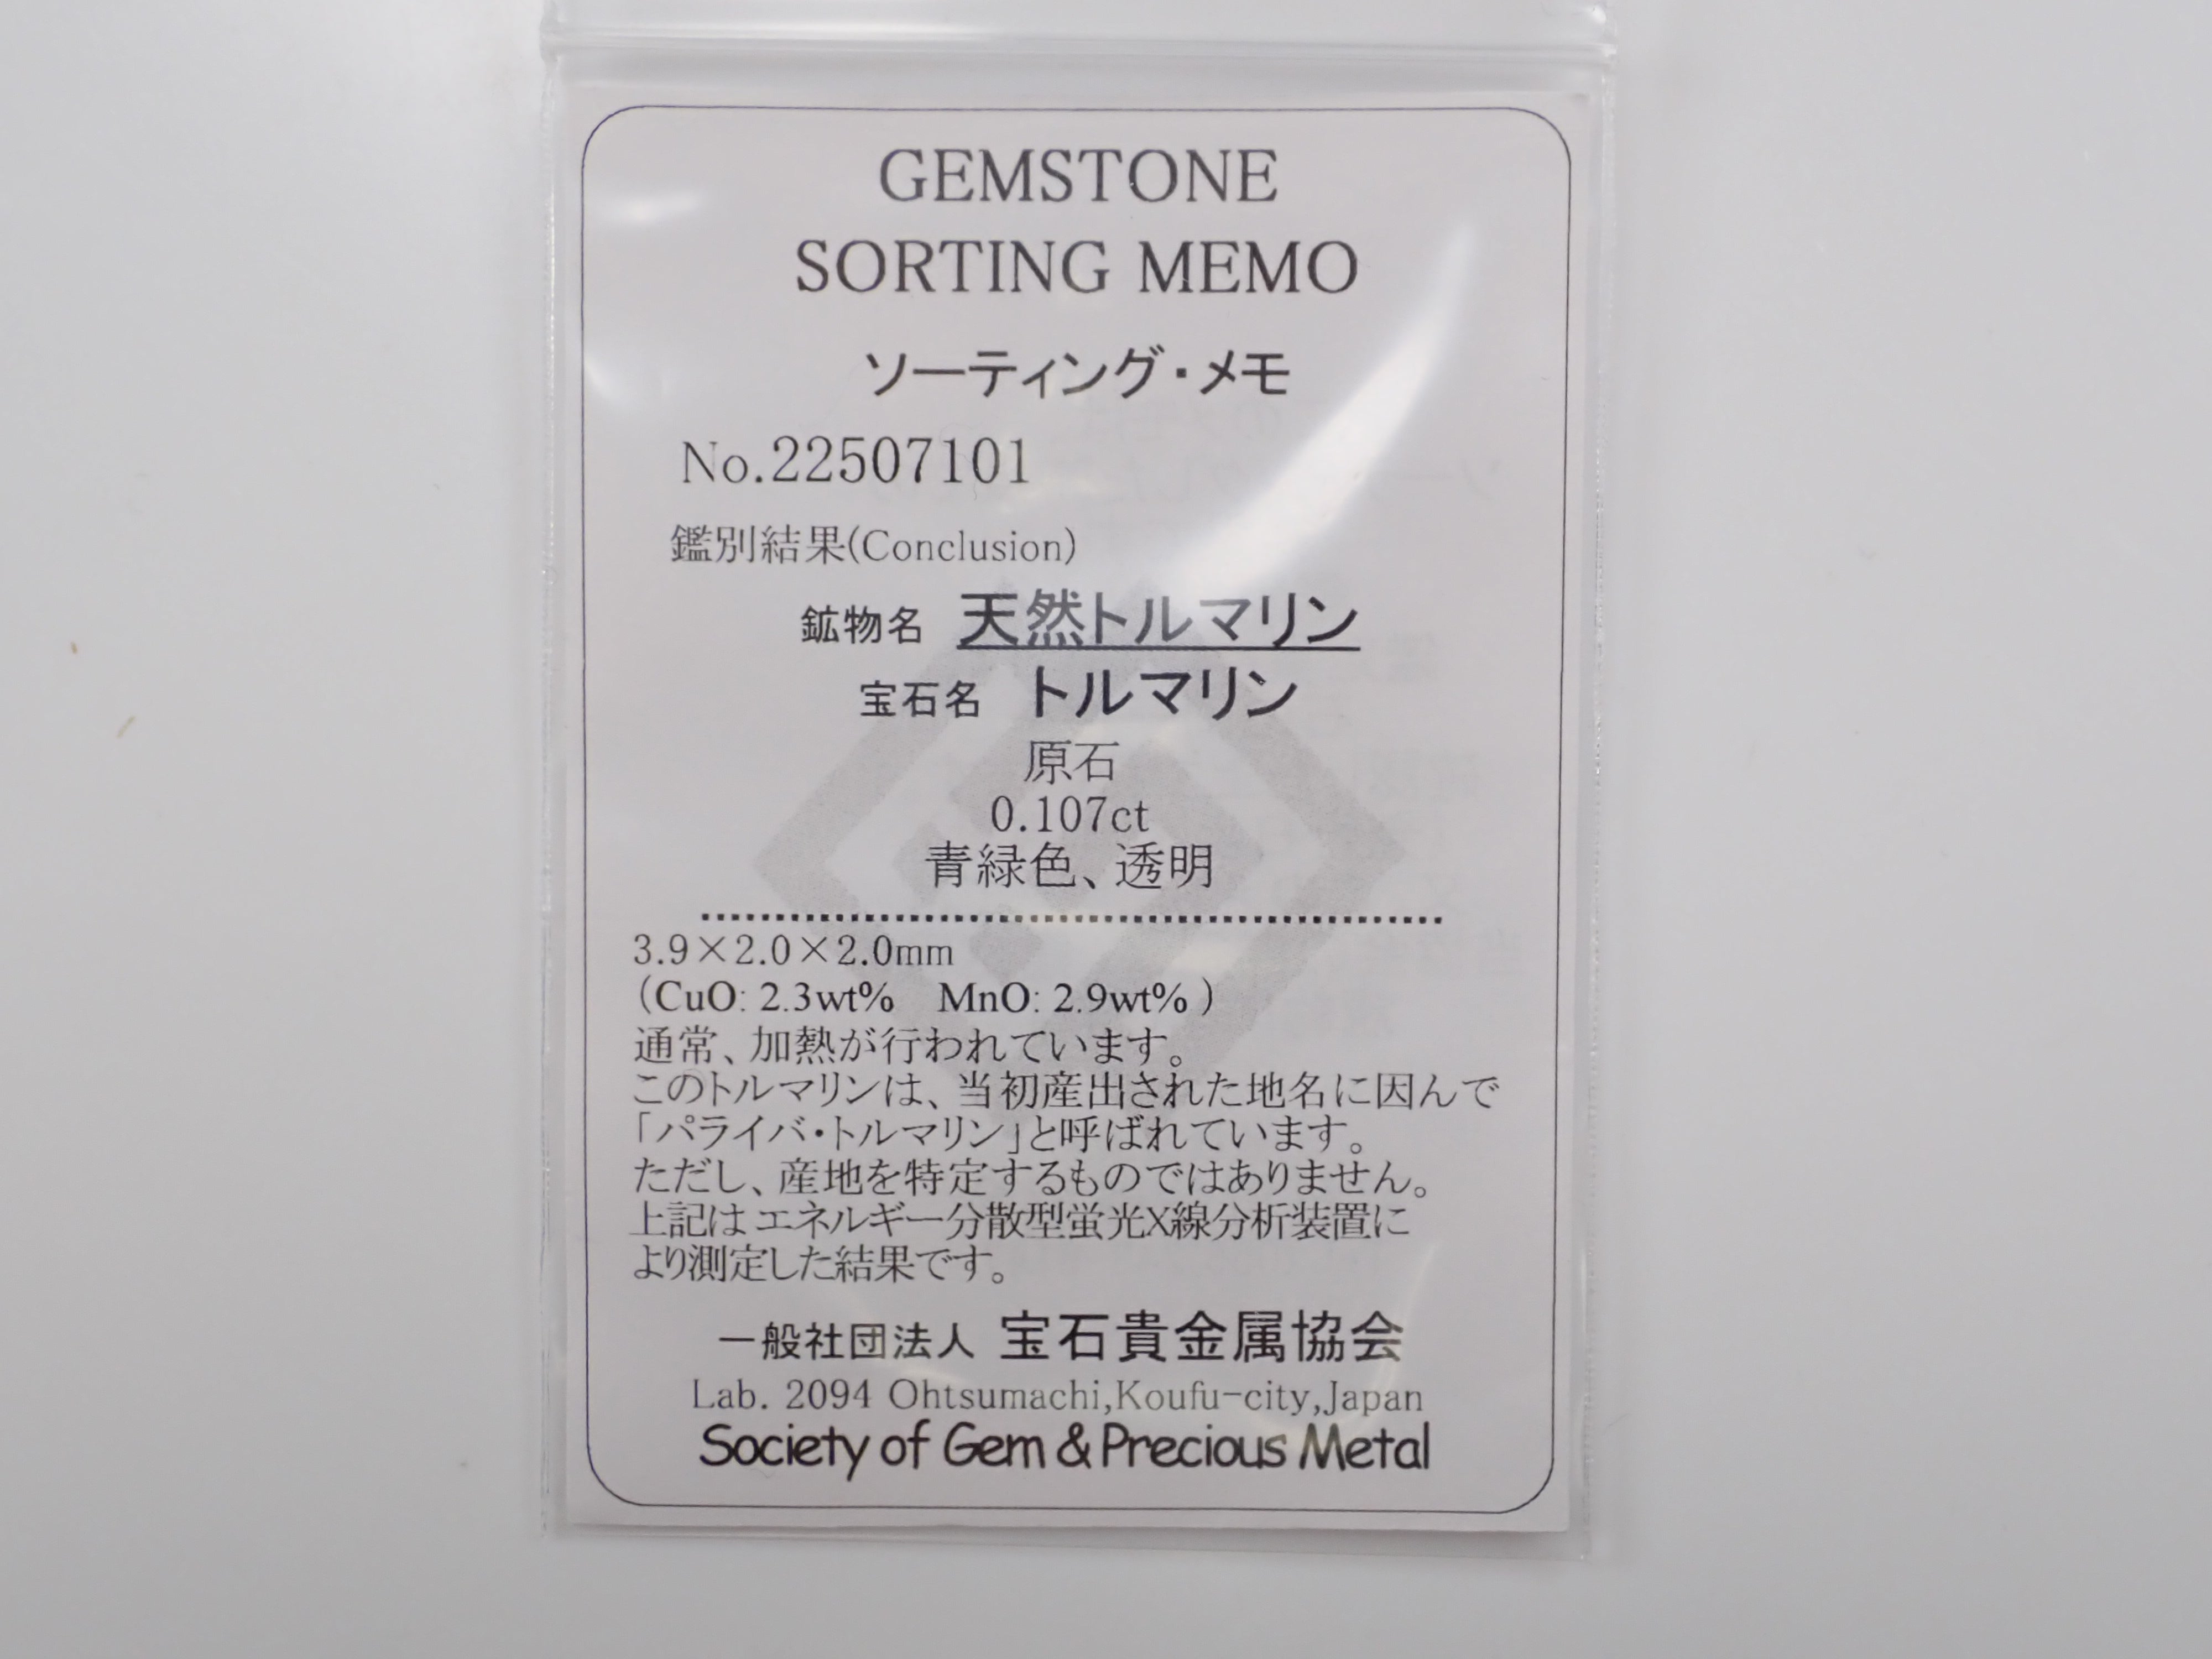 GEMSTONE
SORTING MEMO
ソーティング・メモ
No.22507101
鑑別結果(Conclusion)
鉱物名 天然トルマリン
宝石名 トルマリン
原石
0.107ct
青緑色、透明
3.9×2.0×2.0mm
(CuO: 2.3wt% MnO: 2.9wt% )
通常、加熱が行われています。
このトルマリンは、当初産出された地名に因んで
「パライバ・トルマリン」と呼ばれています。
ただし、産地を特定するものではありません。
上記はエネルギー分散型蛍光X線分析装置に
より測定した結果です。
一般社団法人 宝石貴金属協会
Lab. 2094 Ohtsumachi,Koufu-city,Japan
Society of Gem & Precious Metal